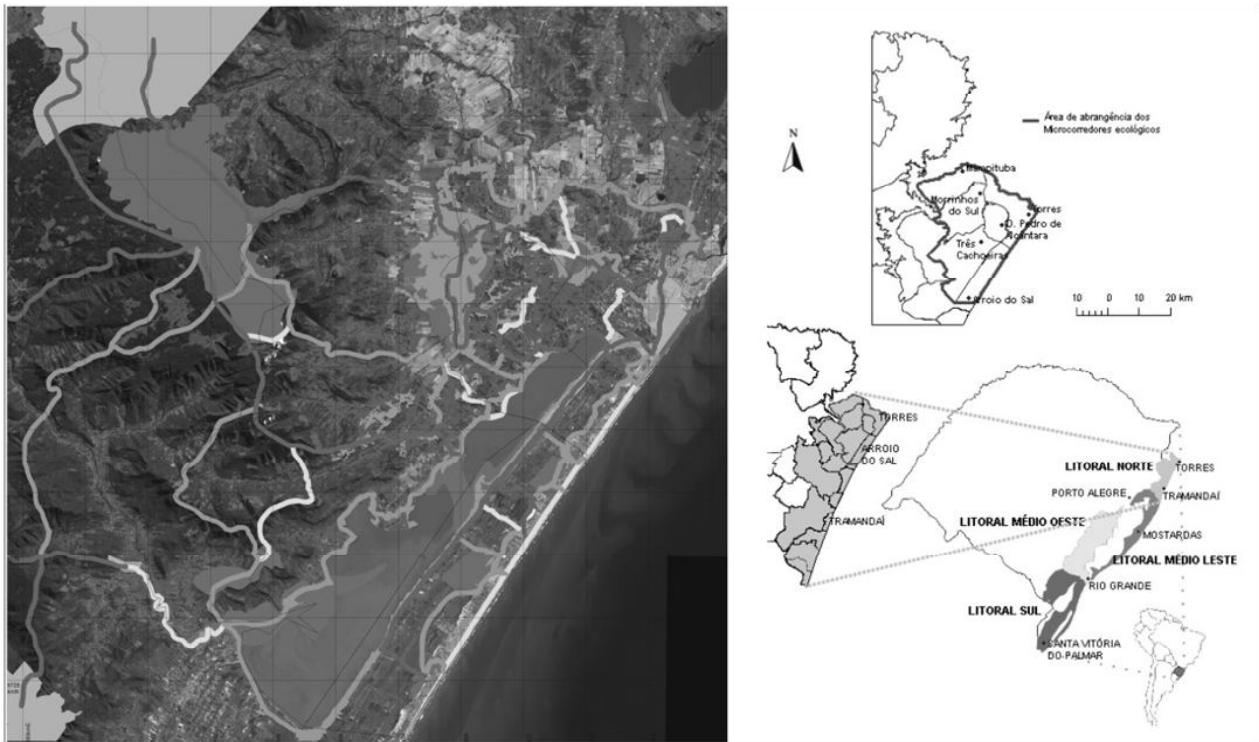 N
Área de abrangência dos
Microcorredores ecológicos
Mampituba
Morrinhos
do Sul
Torres
D. Pedro de
Alcântara
Três
Cachoeiras
Arroio do Sal
10 0 10 20 km
TORRES
ARROIO
DO SAL
TRAMANDAÍ
LITORAL NORTE
TORRES
PORTO ALEGRE
TRAMANDAÍ
LITORAL MÉDIO OESTE
MOSTARDAS
LITORAL MÉDIO LESTE
RIO GRANDE
LITORAL SUL
SANTA VITÓRIA
DO PALMAR